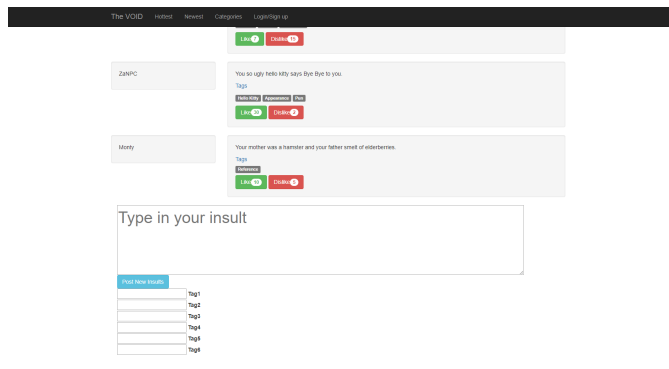 The VOID Hottest Newest Categories Login/Sign up
Like 7 Dislike 15
ZaNPC
You so ugly hello kitty says Bye Bye to you.
Tags
Hello Kitty Appearance Pun
Like Dislike 2
Monty
Your mother was a hamster and your father smelt of elderberries.
Tags
Reference
Like Dislike 5
Type in your insult
Post New Insults
Tag1
Tag2
Tag3
Tag4
Tag5
Tag6